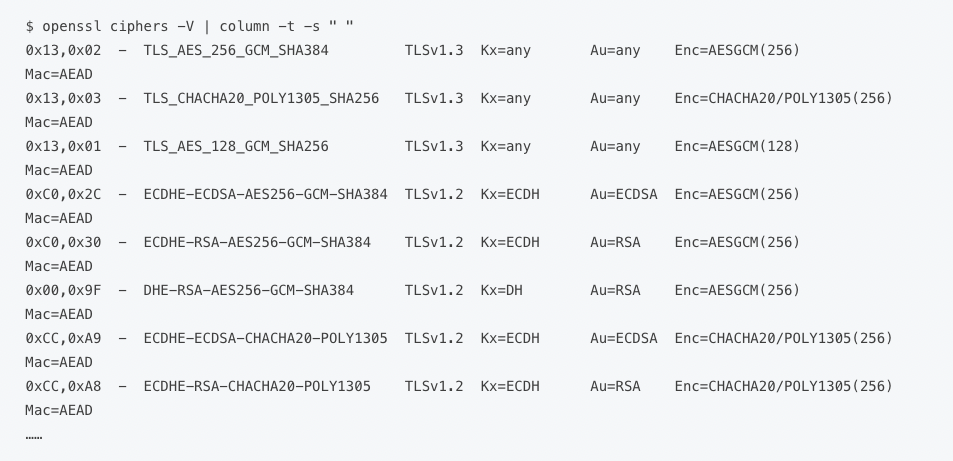 $ openssl ciphers -V | column -t -s " "
0x13,0x02  -  TLS_AES_256_GCM_SHA384         TLSv1.3  Kx=any       Au=any    Enc=AESGCM(256)
Mac=AEAD
0x13,0x03  -  TLS_CHACHA20_POLY1305_SHA256   TLSv1.3  Kx=any       Au=any    Enc=CHACHA20/POLY1305(256)
Mac=AEAD
0x13,0x01  -  TLS_AES_128_GCM_SHA256         TLSv1.3  Kx=any       Au=any    Enc=AESGCM(128)
Mac=AEAD
0xC0,0x2C  -  ECDHE-ECDSA-AES256-GCM-SHA384  TLSv1.2  Kx=ECDH      Au=ECDSA  Enc=AESGCM(256)
Mac=AEAD
0xC0,0x30  -  ECDHE-RSA-AES256-GCM-SHA384    TLSv1.2  Kx=ECDH      Au=RSA    Enc=AESGCM(256)
Mac=AEAD
0x00,0x9F  -  DHE-RSA-AES256-GCM-SHA384      TLSv1.2  Kx=DH        Au=RSA    Enc=AESGCM(256)
Mac=AEAD
0xCC,0xA9  -  ECDHE-ECDSA-CHACHA20-POLY1305  TLSv1.2  Kx=ECDH      Au=ECDSA  Enc=CHACHA20/POLY1305(256)
Mac=AEAD
0xCC,0xA8  -  ECDHE-RSA-CHACHA20-POLY1305    TLSv1.2  Kx=ECDH      Au=RSA    Enc=CHACHA20/POLY1305(256)
Mac=AEAD
……